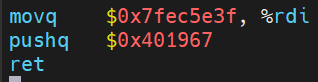 movq $0x7fec5e3f, %rdi
pushq $0x401967
ret